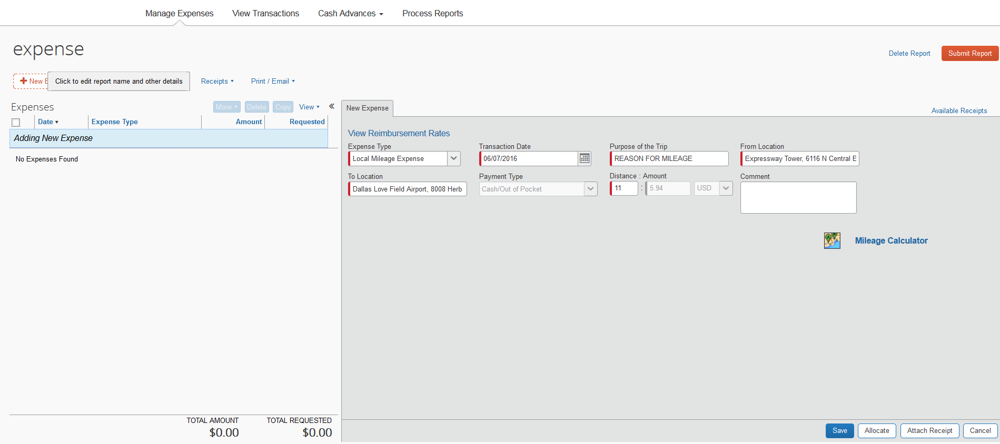 Manage Expenses View Transactions Cash Advances Process Reports
expense
Delete Report Submit Report
New E Click to edit report name and other details Receipts Print / Email
Expenses Move Delete Copy View «
New Expense
Available Receipts
Date Expense Type Amount Requested
Adding New Expense
No Expenses Found
View Reimbursement Rates
Expense Type Transaction Date Purpose of the Trip From Location
Local Mileage Expense 06/07/2016 REASON FOR MILEAGE Expressway Tower, 6116 N Central E
To Location Payment Type Distance : Amount Comment
Dallas Love Field Airport, 8008 Herb Cash/Out of Pocket 11 : 5.94 USD
Mileage Calculator
TOTAL AMOUNT TOTAL REQUESTED
$0.00 $0.00
Save Allocate Attach Receipt Cancel